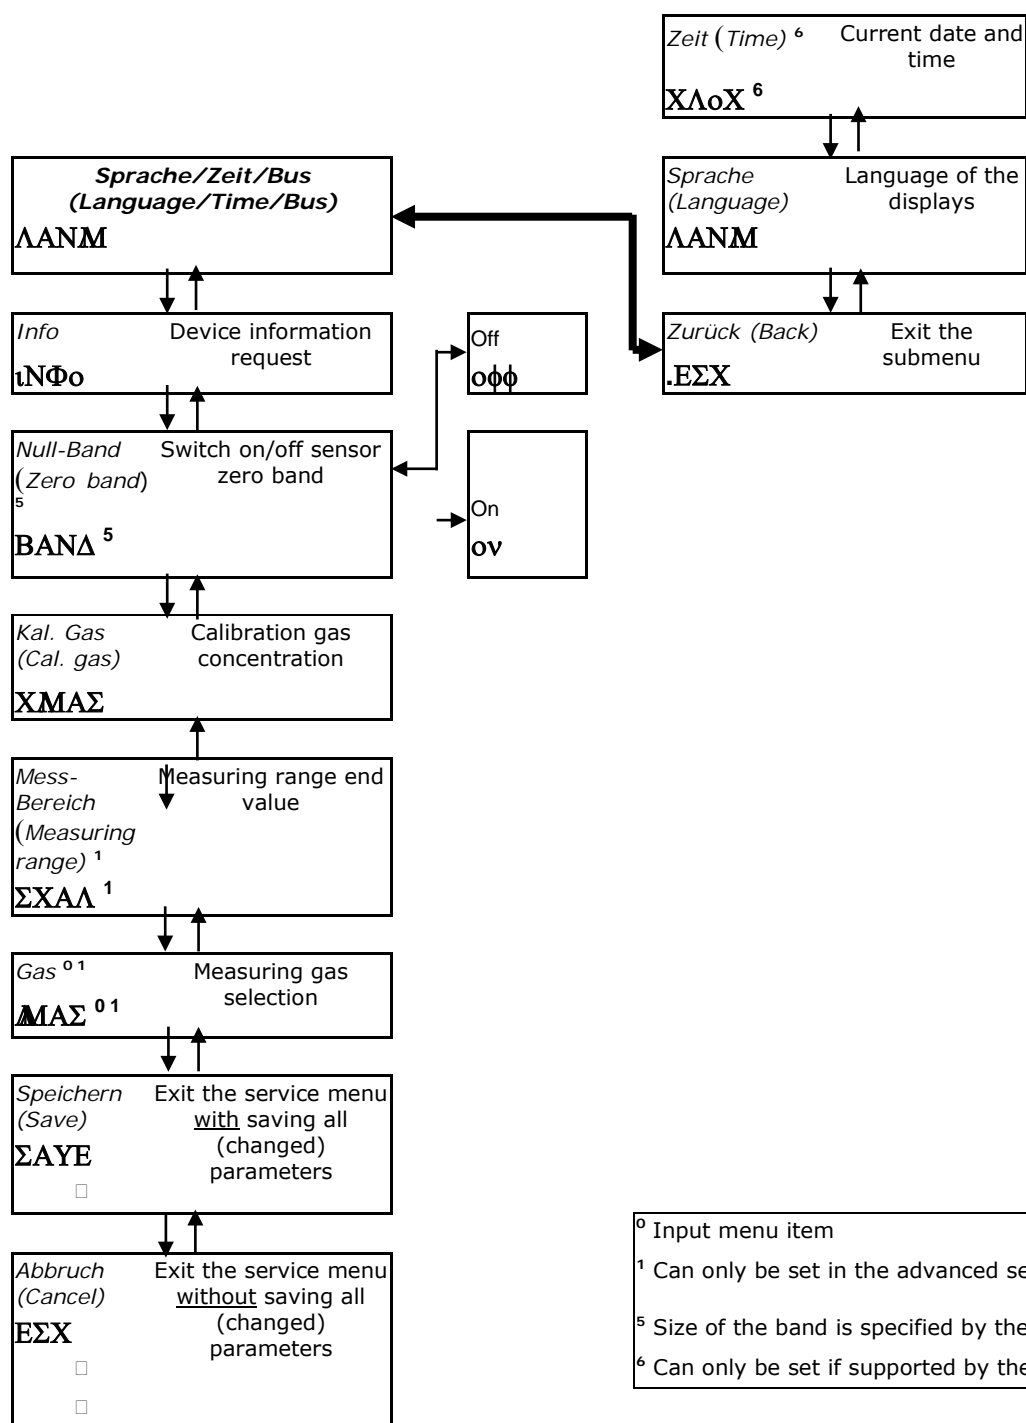 Zeit (Time) ⁶ Current date and
time
ΧΛοΧ ⁶
Sprache/Zeit/Bus
(Language/Time/Bus)
ΛΑΝ
Sprache Language of the
(Language) displays
ΛΑΝ
Info Device information
request
ιΝΦο
Off
οφφ
Zurück (Back) Exit the
submenu
.ΕΣΧ
Null-Band Switch on/off sensor
(Zero band) zero band
⁵
ΒΑΝΔ ⁵
On
ον
Kal. Gas Calibration gas
(Cal. gas) concentration
Mess- Measuring range end
Bereich value
(Measuring
range) ¹
ΣΧΑΛ ¹
Gas ⁰ ¹ Measuring gas
selection
⁰ ¹
Speichern Exit the service menu
(Save) with saving all
(changed)
parameters
ΣΑΥΕ
Abbruch Exit the service menu
(Cancel) without saving all
(changed)
parameters
ΕΣΧ
⁰ Input menu item
¹ Can only be set in the advanced se
⁵ Size of the band is specified by the
⁶ Can only be set if supported by the